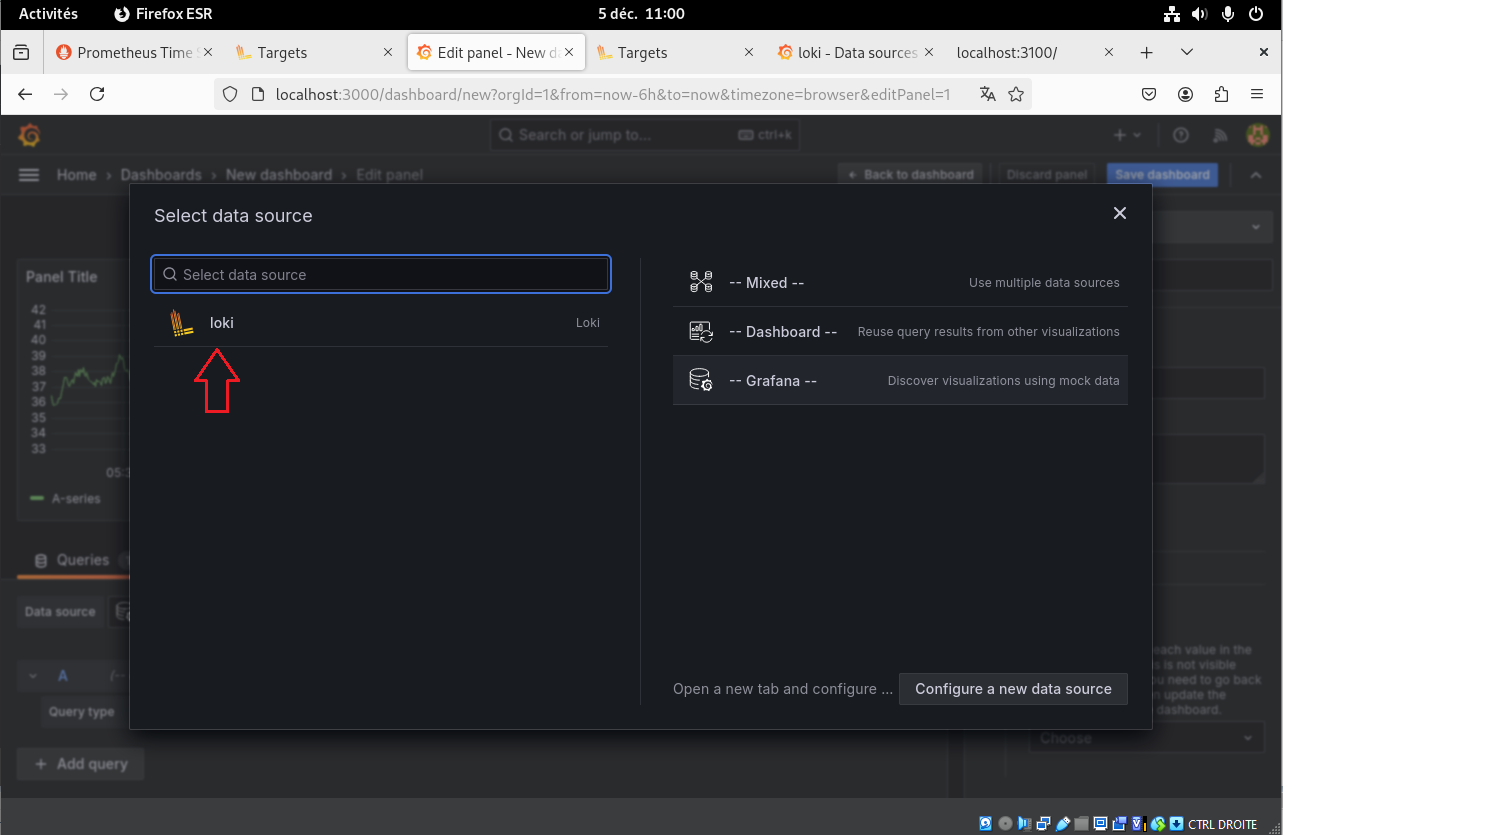 Activités Firefox ESR 5 déc. 11:00
Prometheus Time Targets Edit panel - New d Targets loki - Data sources localhost:3100/
localhost:3000/dashboard/new?orgId=1&from=now-6h&to=now&timezone=browser&editPanel=1
Search or jump to... ctrl+k
Home › Dashboards › New dashboard › Edit panel Back to dashboard Discard panel Save dashboard
Select data source
Select data source
loki Loki
-- Mixed -- Use multiple data sources
-- Dashboard -- Reuse query results from other visualizations
-- Grafana -- Discover visualizations using mock data
Open a new tab and configure ... Configure a new data source
Panel Title
42
41
40
39
38
37
36
35
34
33
05:3
A-series
Queries
Data source
A (--
Query type
+ Add query
each value in the
s is not visible
ou need to go back
n update the
dashboard.
Choose
CTRL DROITE